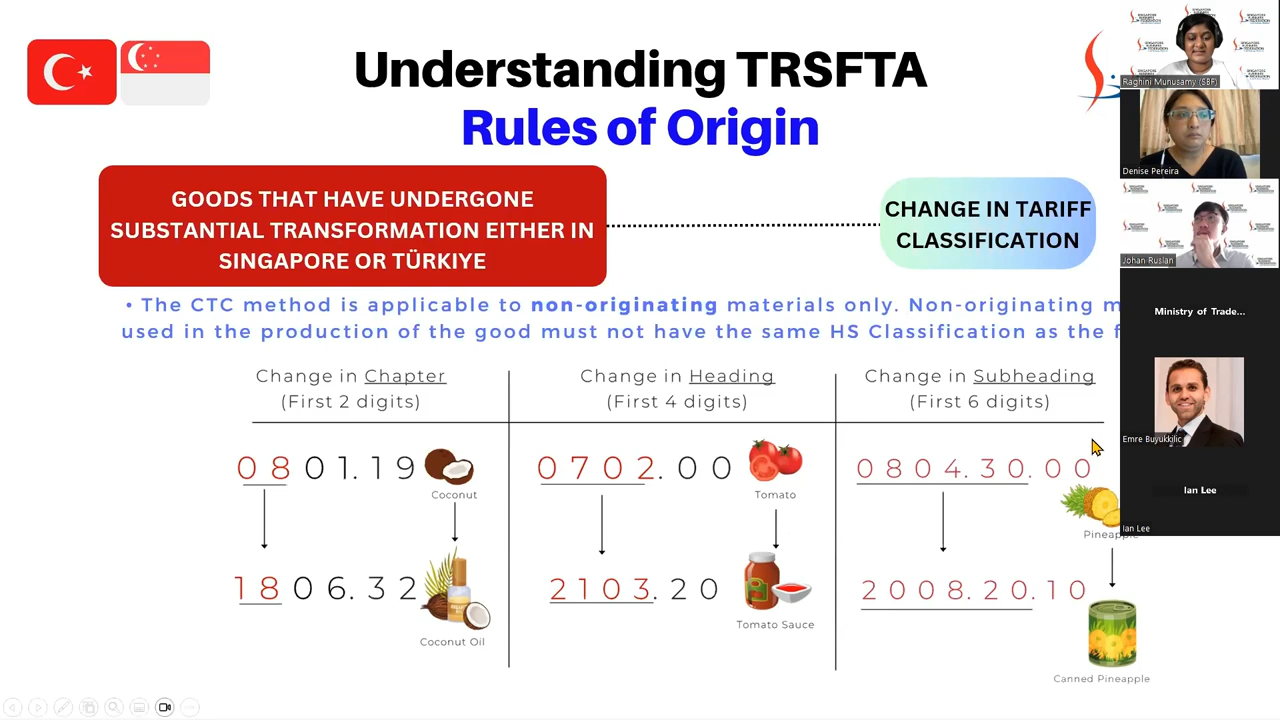 Understanding TRSFTA
Rules of Origin
GOODS THAT HAVE UNDERGONE
SUBSTANTIAL TRANSFORMATION EITHER IN
SINGAPORE OR TÜRKIYE
CHANGE IN TARIFF
CLASSIFICATION
• The CTC method is applicable to non-originating materials only. Non-originating m
used in the production of the good must not have the same HS Classification as the f
Change in Chapter
(First 2 digits)
0801.19
Coconut
1806.32
Coconut Oil
Change in Heading
(First 4 digits)
0702.00
Tomato
2103.20
Tomato Sauce
Change in Subheading
(First 6 digits)
0804.30.00
Pineapple
2008.20.10
Canned Pineapple
Raghini Munusamy (SBF)
Denise Pereira
Johan Ruslan
Ministry of Trade...
Emre Buyukkilic
Ian Lee
Ian Lee